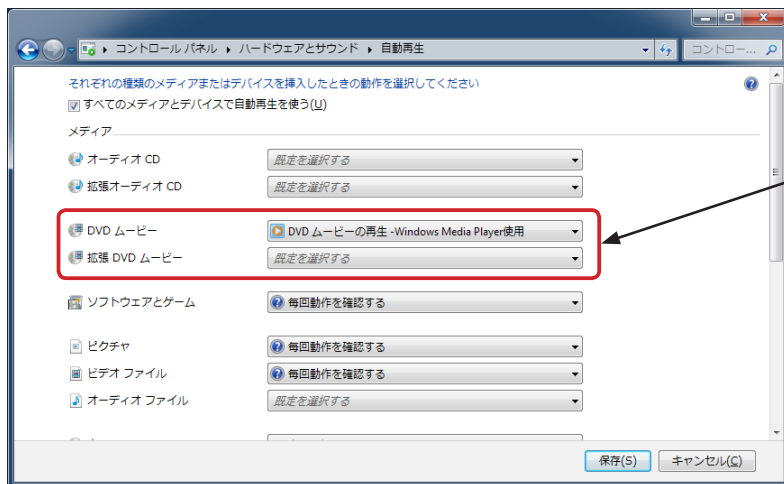 コントロール パネル ▸ ハードウェアとサウンド ▸ 自動再生
コントロー...
それぞれの種類のメディアまたはデバイスを挿入したときの動作を選択してください
すべてのメディアとデバイスで自動再生を使う(U)
メディア
オーディオ CD 既定を選択する
拡張オーディオ CD 既定を選択する
DVD ムービー DVD ムービーの再生 -Windows Media Player使用
拡張 DVD ムービー 既定を選択する
ソフトウェアとゲーム 毎回動作を確認する
ピクチャ 毎回動作を確認する
ビデオ ファイル 毎回動作を確認する
オーディオ ファイル 既定を選択する
保存(S) キャンセル(C)